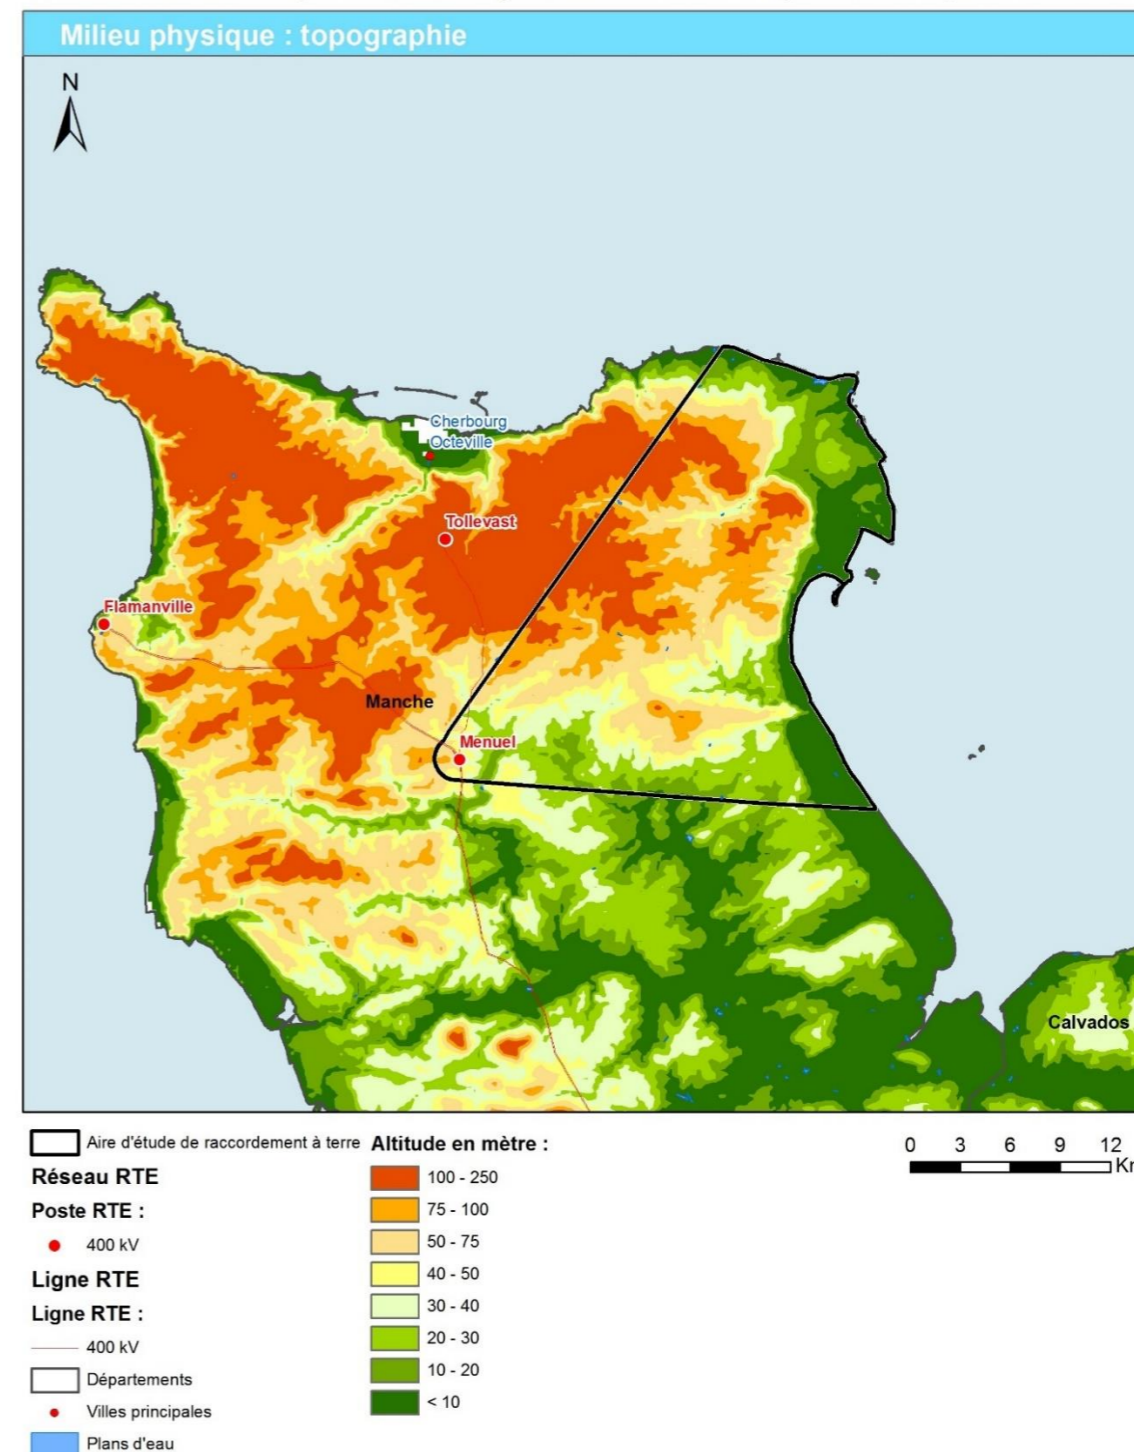 Milieu physique : topographie
N
Cherbourg
Octeville
Tollevast
Flamanville
Manche
Menuel
Calvados
Aire d'étude de raccordement à terre
Réseau RTE
Poste RTE :
400 kV
Ligne RTE
Ligne RTE :
400 kV
Départements
Villes principales
Plans d'eau
Altitude en mètre :
100 - 250
75 - 100
50 - 75
40 - 50
30 - 40
20 - 30
10 - 20
< 10
0 3 6 9 12